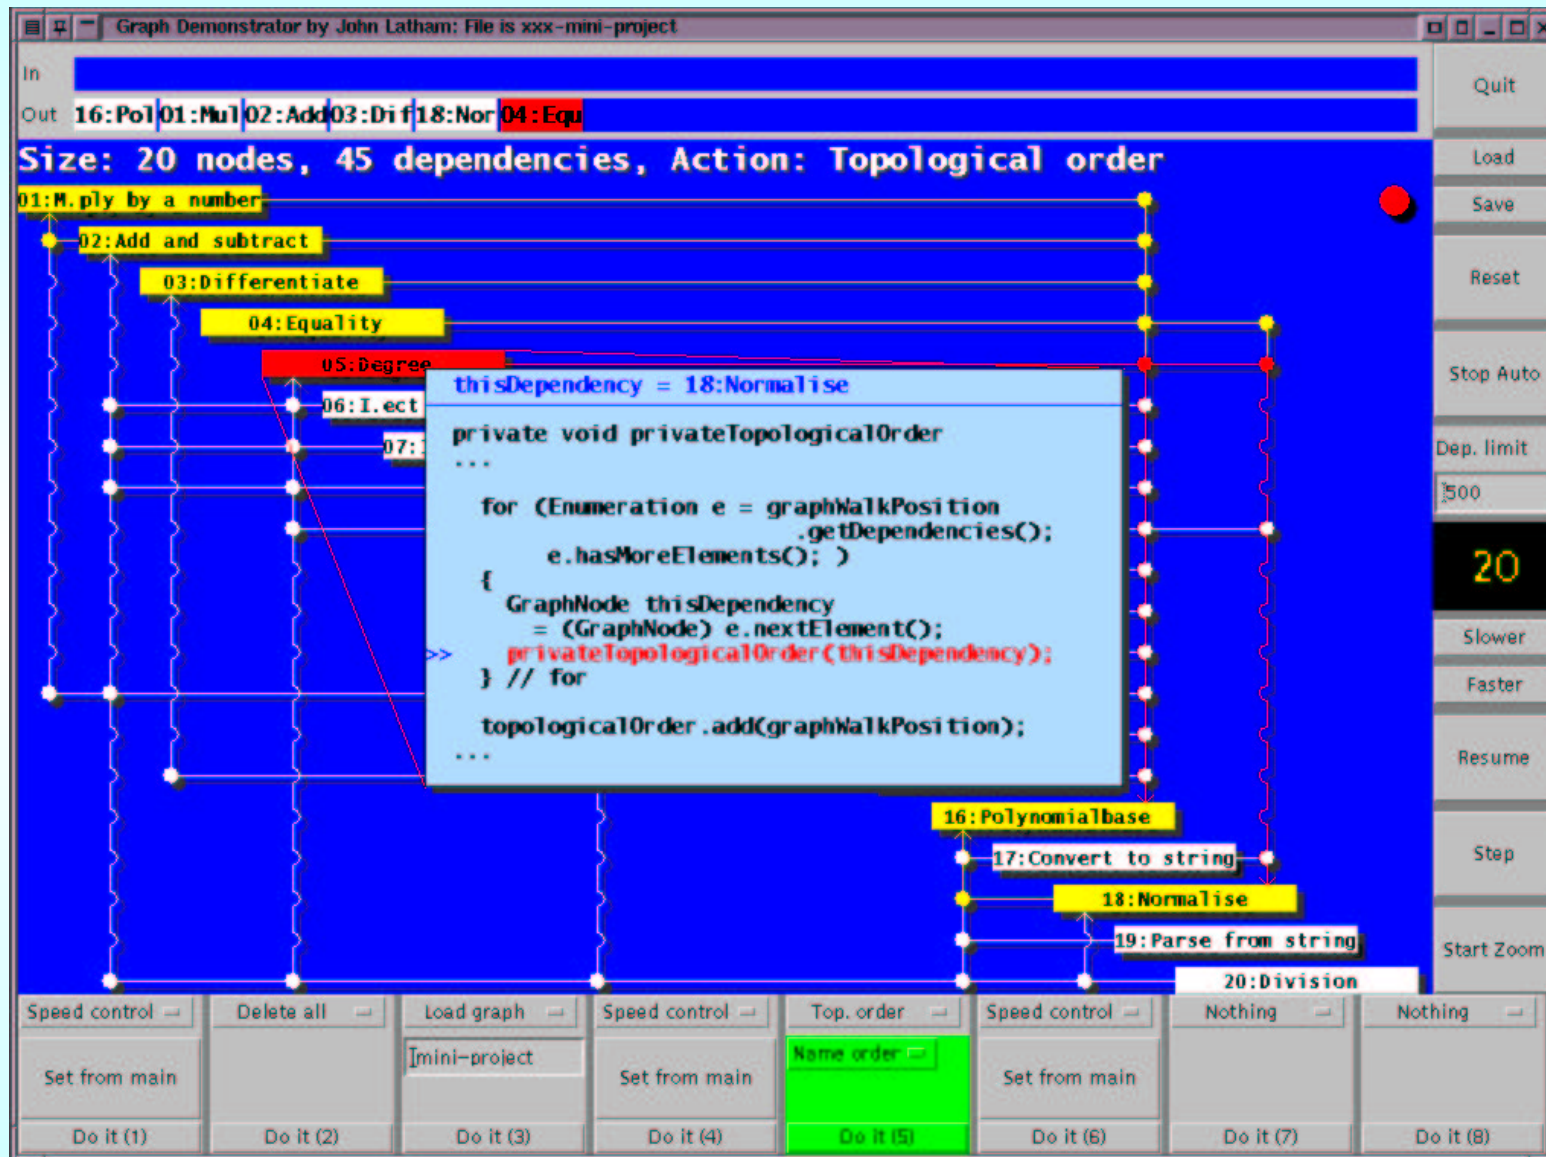 Graph Demonstrator by John Latham: File is xxx-mini-project
In
Out 16:Pol 01:Mul 02:Add 03:Dif 18:Nor 04:Equ
Size: 20 nodes, 45 dependencies, Action: Topological order
01:M.ply by a number
02:Add and subtract
03:Differentiate
04:Equality
05:Degree
06:I.ect
07:
thisDependency = 18:Normalise
private void privateTopologicalOrder
...
for (Enumeration e = graphWalkPosition
.getDependencies();
e.hasMoreElements(); )
{
GraphNode thisDependency
= (GraphNode) e.nextElement();
>> privateTopologicalOrder(thisDependency);
} // for
topologicalOrder.add(graphWalkPosition);
...
16:Polynomialbase
17:Convert to string
18:Normalise
19:Parse from string
20:Division
Quit
Load
Save
Reset
Stop Auto
Dep. limit
500
20
Slower
Faster
Resume
Step
Start Zoom
Speed control
Delete all
Load graph
Speed control
Top. order
Speed control
Nothing
Nothing
Set from main
mini-project
Set from main
Name order
Set from main
Do it (1)
Do it (2)
Do it (3)
Do it (4)
Do it (5)
Do it (6)
Do it (7)
Do it (8)